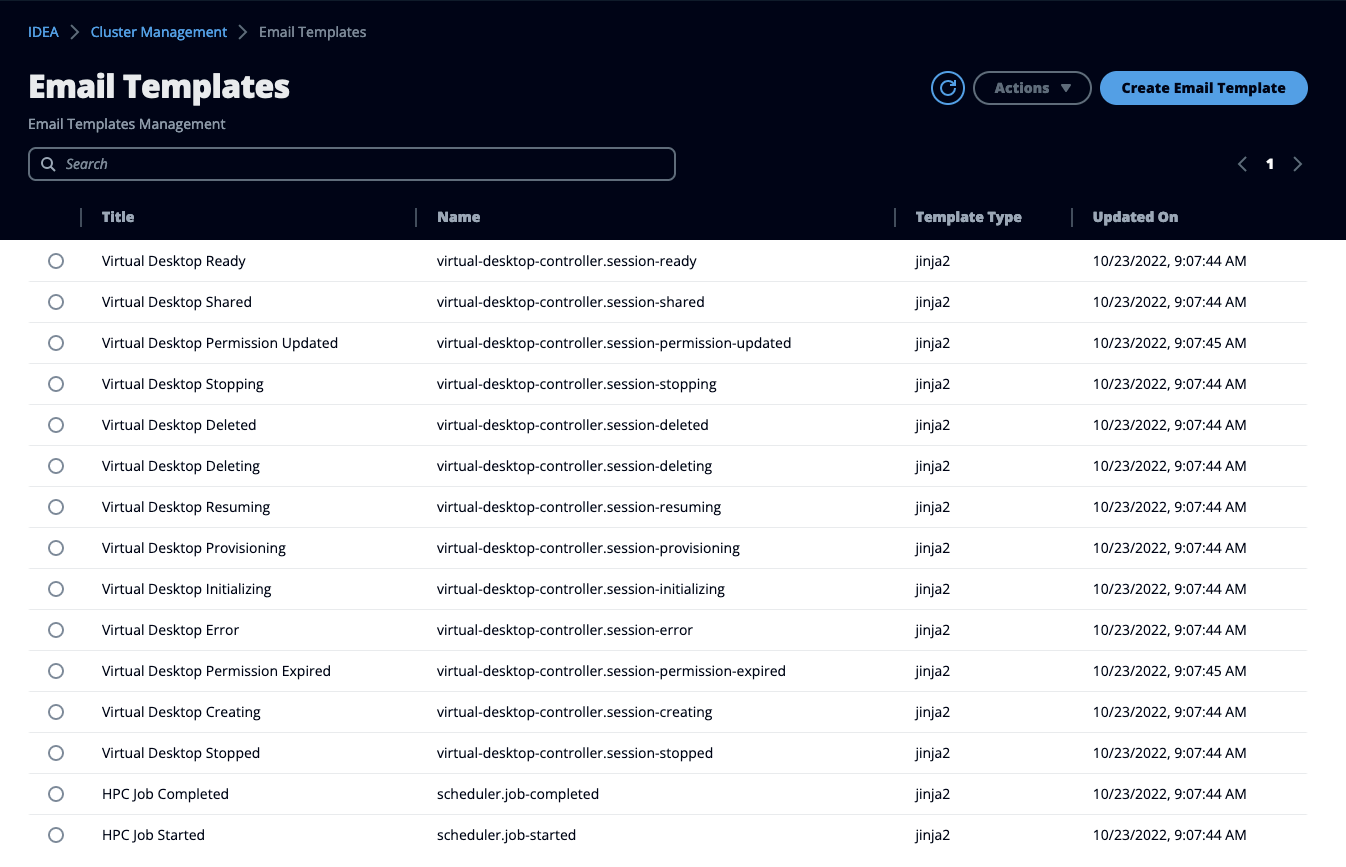 IDEA > Cluster Management > Email Templates
Email Templates
Actions ▼
Create Email Template
Email Templates Management
Search
< 1 >
Title Name Template Type Updated On
Virtual Desktop Ready virtual-desktop-controller.session-ready jinja2 10/23/2022, 9:07:44 AM
Virtual Desktop Shared virtual-desktop-controller.session-shared jinja2 10/23/2022, 9:07:44 AM
Virtual Desktop Permission Updated virtual-desktop-controller.session-permission-updated jinja2 10/23/2022, 9:07:45 AM
Virtual Desktop Stopping virtual-desktop-controller.session-stopping jinja2 10/23/2022, 9:07:44 AM
Virtual Desktop Deleted virtual-desktop-controller.session-deleted jinja2 10/23/2022, 9:07:44 AM
Virtual Desktop Deleting virtual-desktop-controller.session-deleting jinja2 10/23/2022, 9:07:44 AM
Virtual Desktop Resuming virtual-desktop-controller.session-resuming jinja2 10/23/2022, 9:07:44 AM
Virtual Desktop Provisioning virtual-desktop-controller.session-provisioning jinja2 10/23/2022, 9:07:44 AM
Virtual Desktop Initializing virtual-desktop-controller.session-initializing jinja2 10/23/2022, 9:07:44 AM
Virtual Desktop Error virtual-desktop-controller.session-error jinja2 10/23/2022, 9:07:44 AM
Virtual Desktop Permission Expired virtual-desktop-controller.session-permission-expired jinja2 10/23/2022, 9:07:45 AM
Virtual Desktop Creating virtual-desktop-controller.session-creating jinja2 10/23/2022, 9:07:44 AM
Virtual Desktop Stopped virtual-desktop-controller.session-stopped jinja2 10/23/2022, 9:07:44 AM
HPC Job Completed scheduler.job-completed jinja2 10/23/2022, 9:07:44 AM
HPC Job Started scheduler.job-started jinja2 10/23/2022, 9:07:44 AM